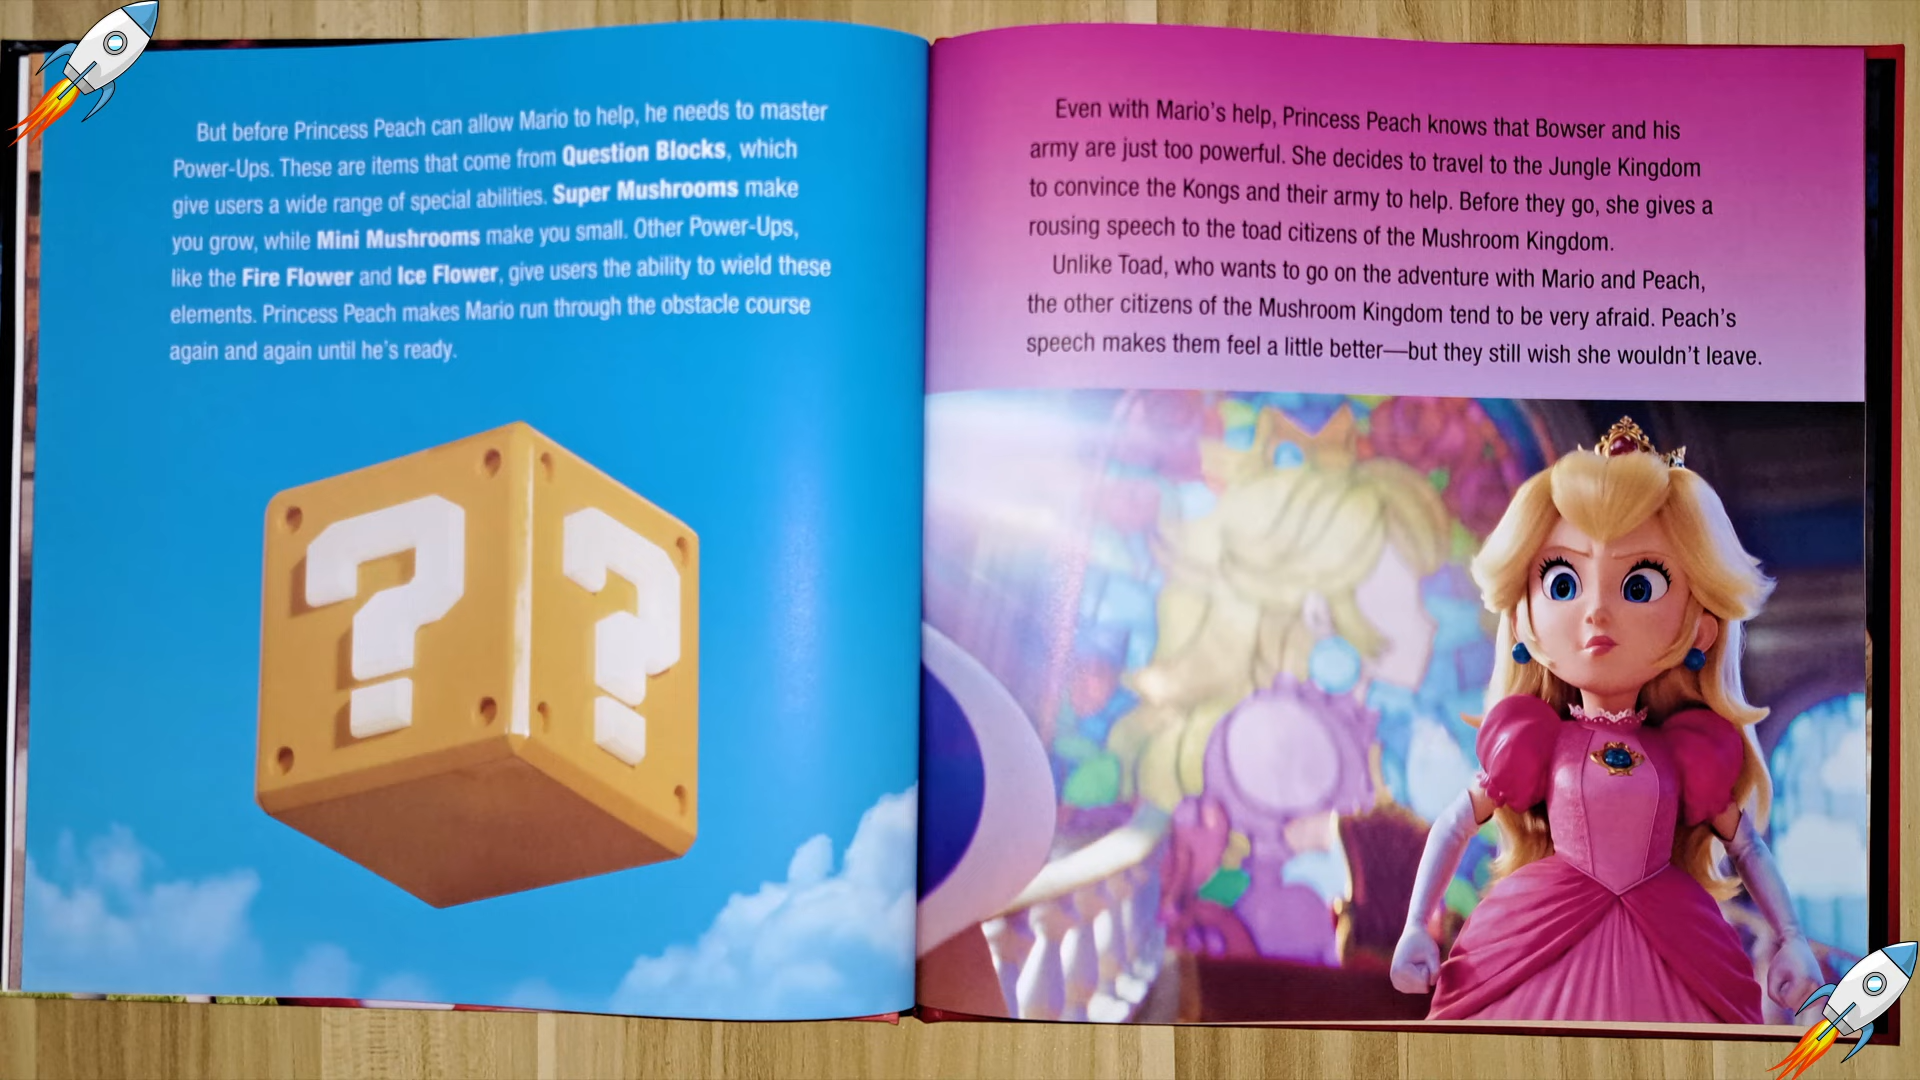 But before Princess Peach can allow Mario to help, he needs to master
Power-Ups. These are items that come from Question Blocks, which
give users a wide range of special abilities. Super Mushrooms make
you grow, while Mini Mushrooms make you small. Other Power-Ups,
like the Fire Flower and Ice Flower, give users the ability to wield these
elements. Princess Peach makes Mario run through the obstacle course
again and again until he's ready.
? ?
Even with Mario's help, Princess Peach knows that Bowser and his
army are just too powerful. She decides to travel to the Jungle Kingdom
to convince the Kongs and their army to help. Before they go, she gives a
rousing speech to the toad citizens of the Mushroom Kingdom.
Unlike Toad, who wants to go on the adventure with Mario and Peach,
the other citizens of the Mushroom Kingdom tend to be very afraid. Peach's
speech makes them feel a little better—but they still wish she wouldn't leave.